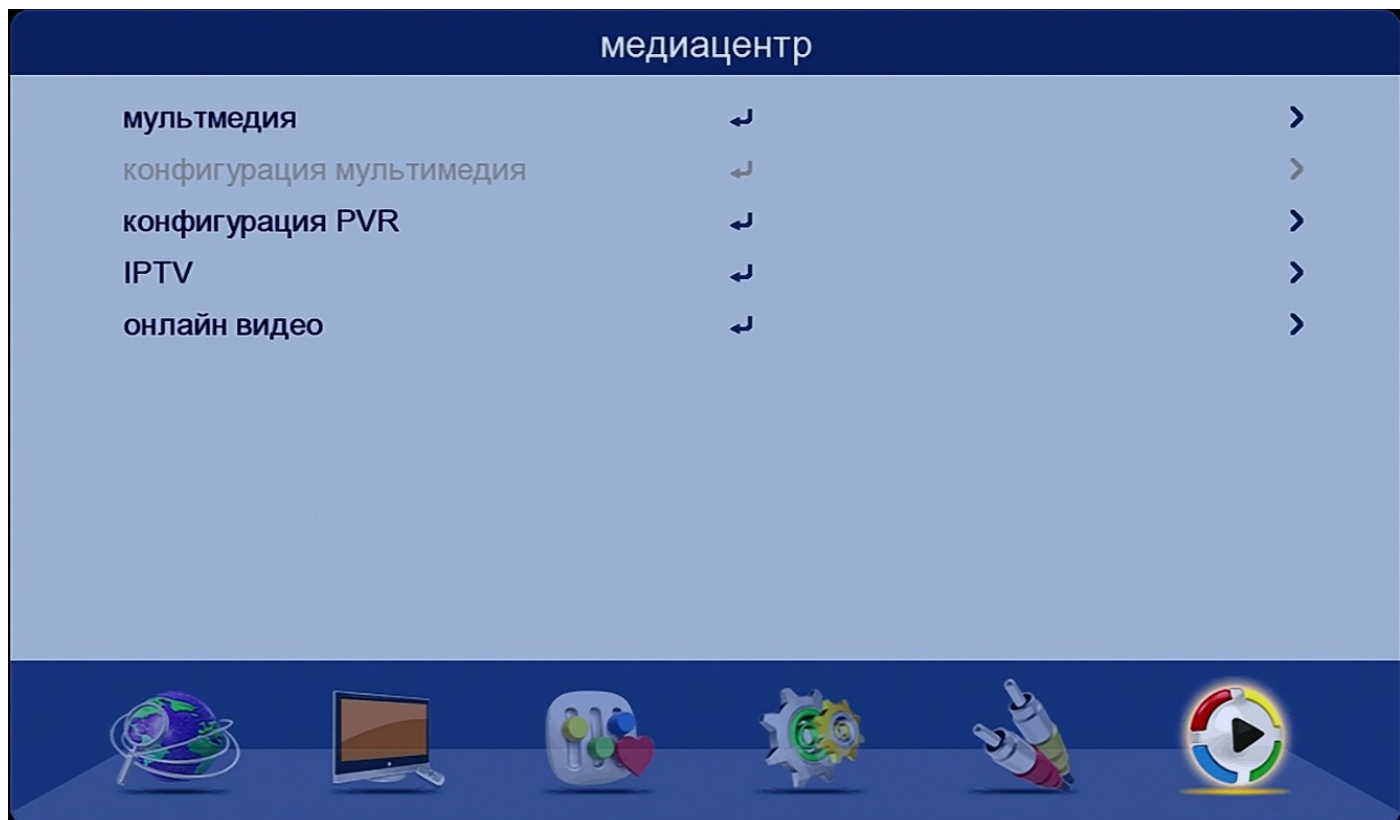 медиацентр
мультмедия
конфигурация мультимедия
конфигурация PVR
IPTV
онлайн видео